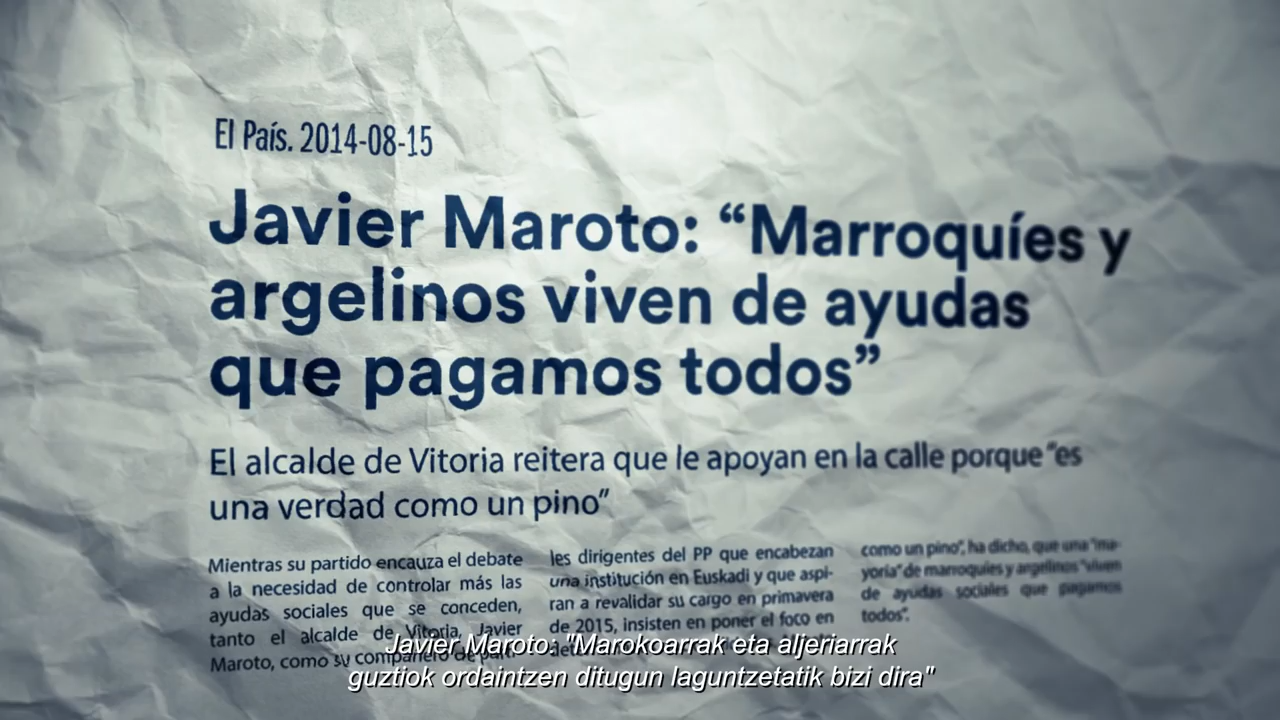 El País. 2014-08-15
Javier Maroto: “Marroquíes y
argelinos viven de ayudas
que pagamos todos”
El alcalde de Vitoria reitera que le apoyan en la calle porque “es
una verdad como un pino”
Mientras su partido encauza el debate
a la necesidad de controlar más las
ayudas sociales que se conceden,
tanto el alcalde de Vitoria, Javier
Maroto, como su compañero de
les dirigentes del PP que encabezan
una institución en Euskadi y que aspi-
ran a revalidar su cargo en primavera
de 2015, insisten en poner el foco en
como un pino”, ha dicho, que una “ma-
yoría” de marroquíes y argelinos “viven
de ayudas sociales que pagamos
todos”.
Javier Maroto: "Marokoarrak eta aljeriarrak
guztiok ordaintzen ditugun laguntzetatik bizi dira"